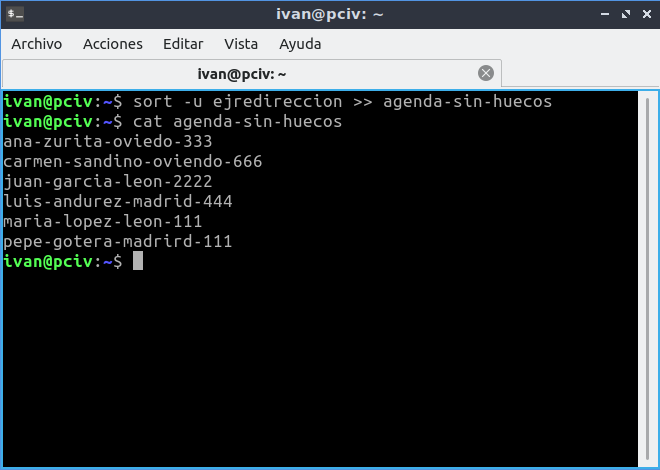 ivan@pciv: ~
Archivo Acciones Editar Vista Ayuda
ivan@pciv: ~
ivan@pciv:~$ sort -u ejredireccion >> agenda-sin-huecos
ivan@pciv:~$ cat agenda-sin-huecos
ana-zurita-oviedo-333
carmen-sandino-oviendo-666
juan-garcia-leon-2222
luis-andurez-madrid-444
maria-lopez-leon-111
pepe-gotera-madrird-111
ivan@pciv:~$